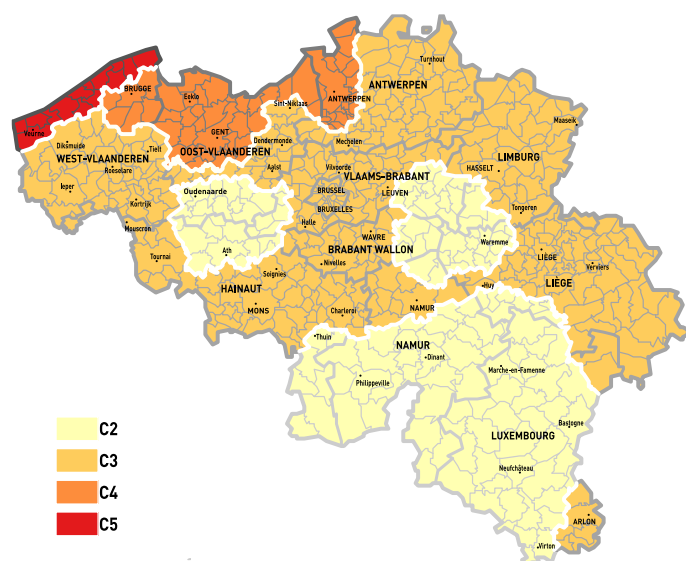 Turnhout
BRUGGE
Eeklo
ANTWERPEN
ANTWERPEN
Sint-Niklaas
Maaseik
Veurne
GENT
Diksmuide
Tielt
OOST-VLAANDEREN
Dendermonde
Mechelen
WEST-VLAANDEREN
Roeselare
Aalst
Vilvoorde
VLAAMS-BRABANT
HASSELT
LIMBURG
Ieper
Oudenaarde
BRUSSEL
LEUVEN
Kortrijk
BRUXELLES
Tongeren
Mouscron
Halle
WAVRE
Waremme
Ath
BRABANT WALLON
LIÈGE
Tournai
Soignies
Nivelles
Verviers
HAINAUT
Huy
LIÈGE
MONS
Charleroi
NAMUR
Thuin
NAMUR
Dinant
Philippeville
Marche-en-Famenne
Bastogne
LUXEMBOURG
Neufchâteau
ARLON
Virton
C2
C3
C4
C5